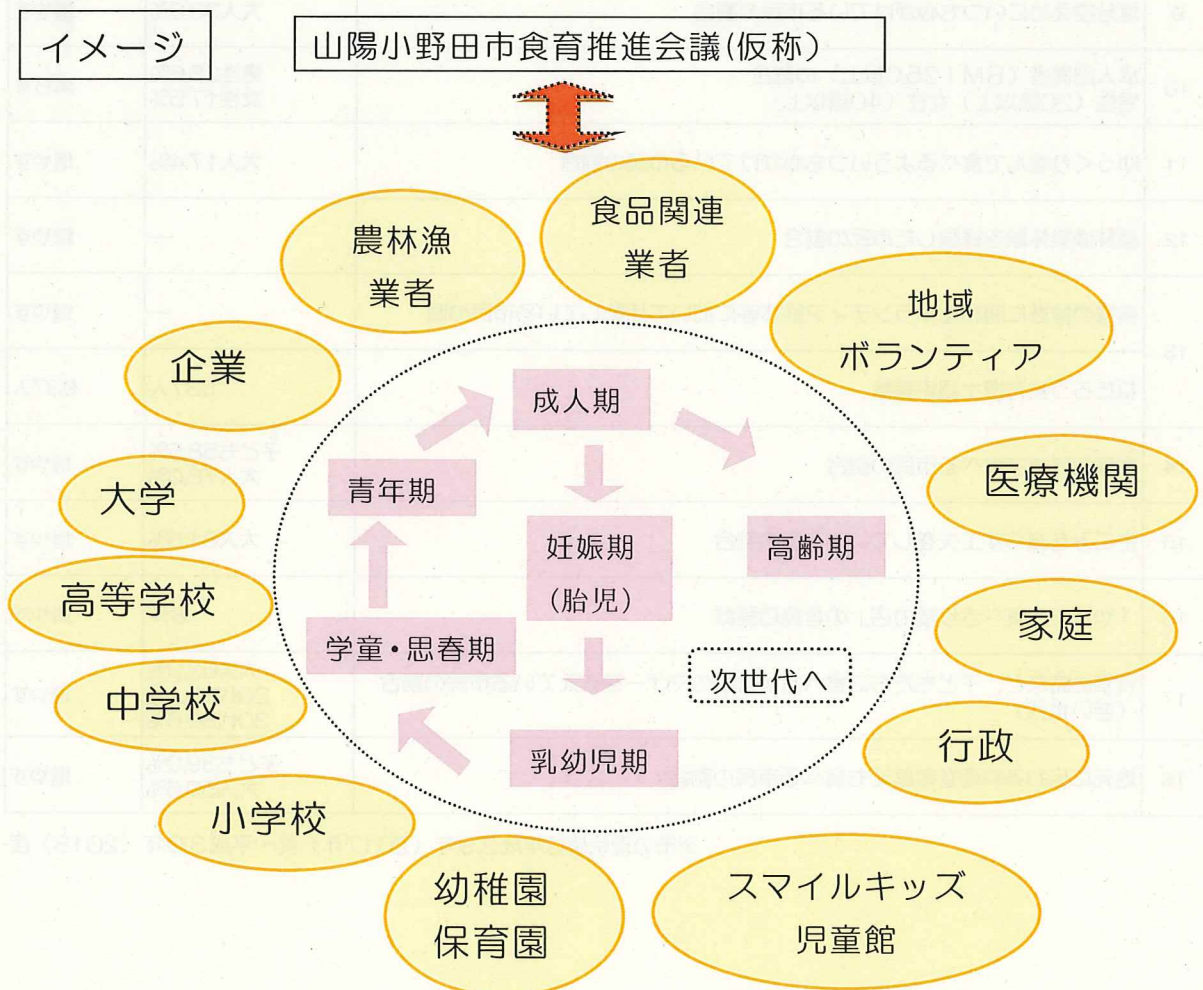 イメージ
山陽小野田市食育推進会議(仮称)
食品関連
業者
農林漁
業者
地域
ボランティア
企業
成人期
医療機関
青年期
大学
妊娠期
(胎児)
高齢期
高等学校
家庭
学童・思春期
中学校
次世代へ
行政
乳幼児期
小学校
幼稚園
保育園
スマイルキッズ
児童館